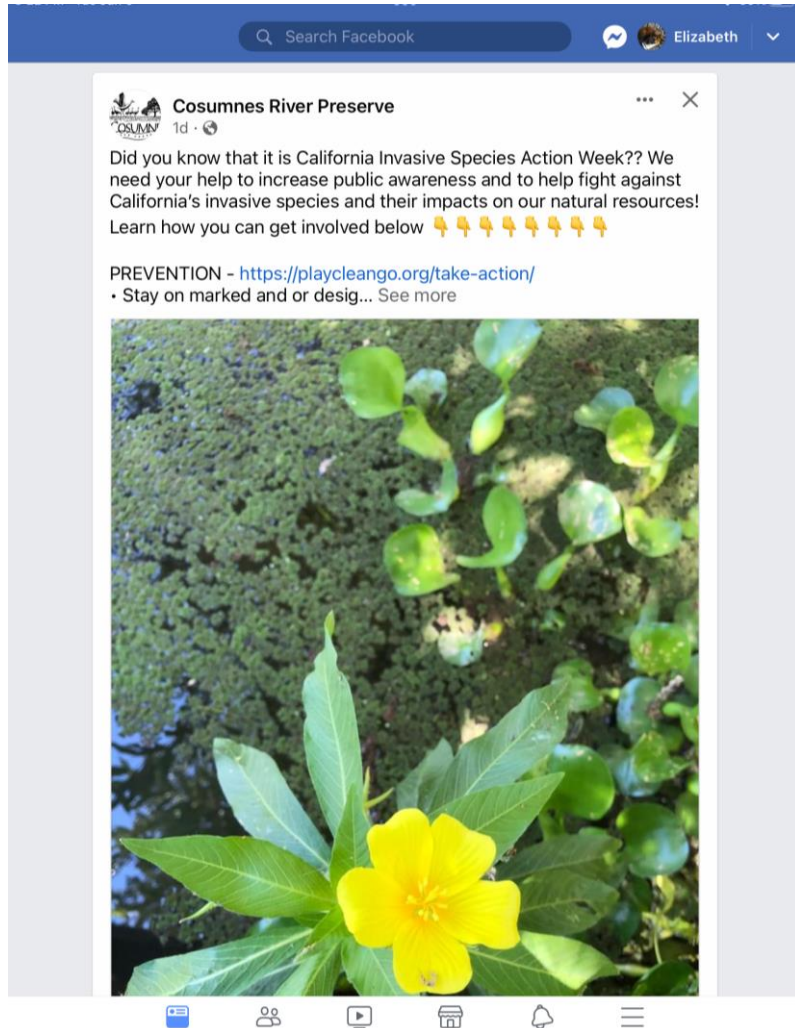 Search Facebook
Elizabeth
Cosumnes River Preserve
COSUMN
1d
Did you know that it is California Invasive Species Action Week?? We
need your help to increase public awareness and to help fight against
California's invasive species and their impacts on our natural resources!
Learn how you can get involved below 👇👇👇👇👇👇👇👇
PREVENTION - https://playcleango.org/take-action/
• Stay on marked and or desig... See more